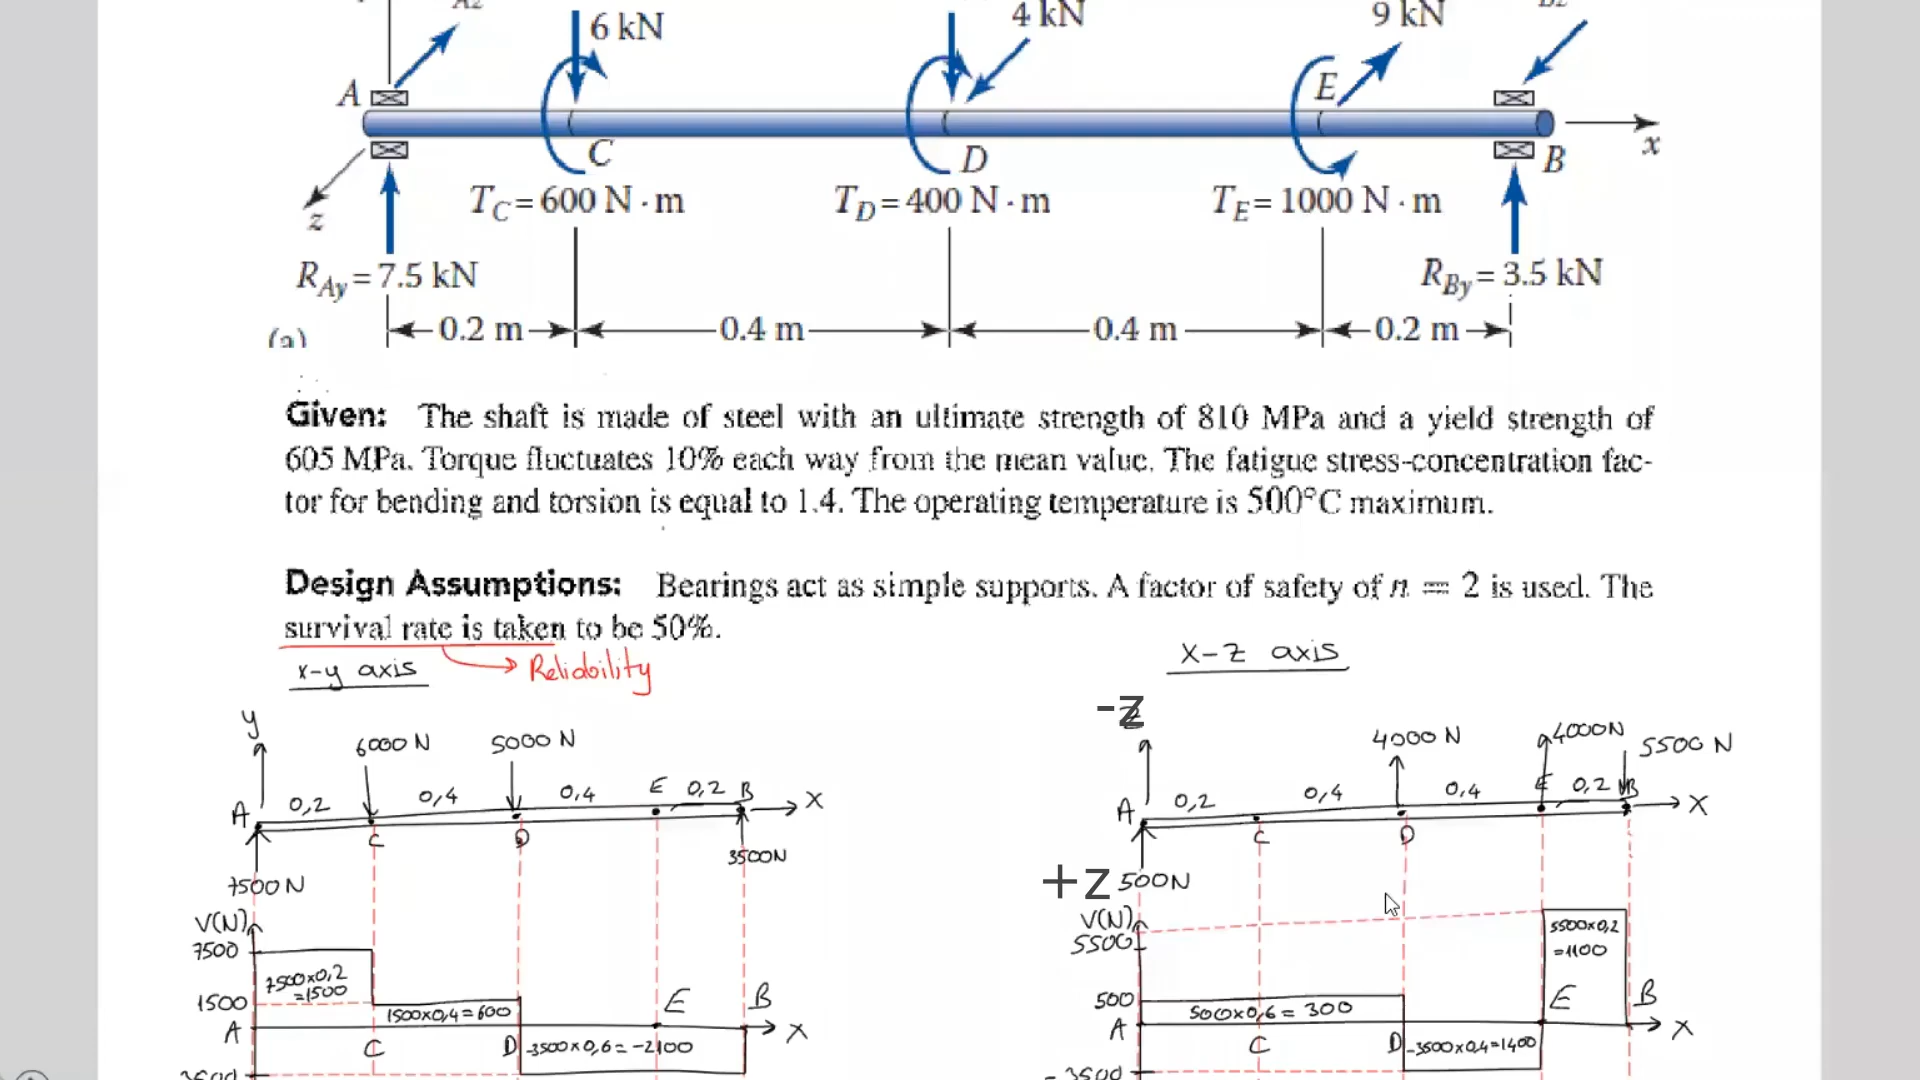 6 kN
4 kN
9 kN
A
E
C
D
B
x
z
T_C = 600 N · m
T_D = 400 N · m
T_E = 1000 N · m
R_Ay = 7.5 kN
R_By = 3.5 kN
0.2 m
0.4 m
0.4 m
0.2 m
(a)
Given: The shaft is made of steel with an ultimate strength of 810 MPa and a yield strength of
605 MPa. Torque fluctuates 10% each way from the mean value. The fatigue stress-concentration fac-
tor for bending and torsion is equal to 1.4. The operating temperature is 500°C maximum.
Design Assumptions: Bearings act as simple supports. A factor of safety of n = 2 is used. The
survival rate is taken to be 50%.
Reliability
x-y axis
y
6000 N
5000 N
A
0,2
0,4
0,4
E
0,2
B
X
C
D
3500N
7500 N
V(N)
7500
7500x0,2
=1500
1500
1500x0,4=600
E
B
A
X
C
D
-3500x0,6=-2100
3500
x-z axis
-z
4000 N
4000N
5500 N
A
0,2
0,4
0,4
E
0,2
B
X
C
D
+z
500N
V(N)
5500
5500x0,2
=1100
500
500x0,6=300
E
B
A
X
C
D
-3500x0,4=1400
-3500